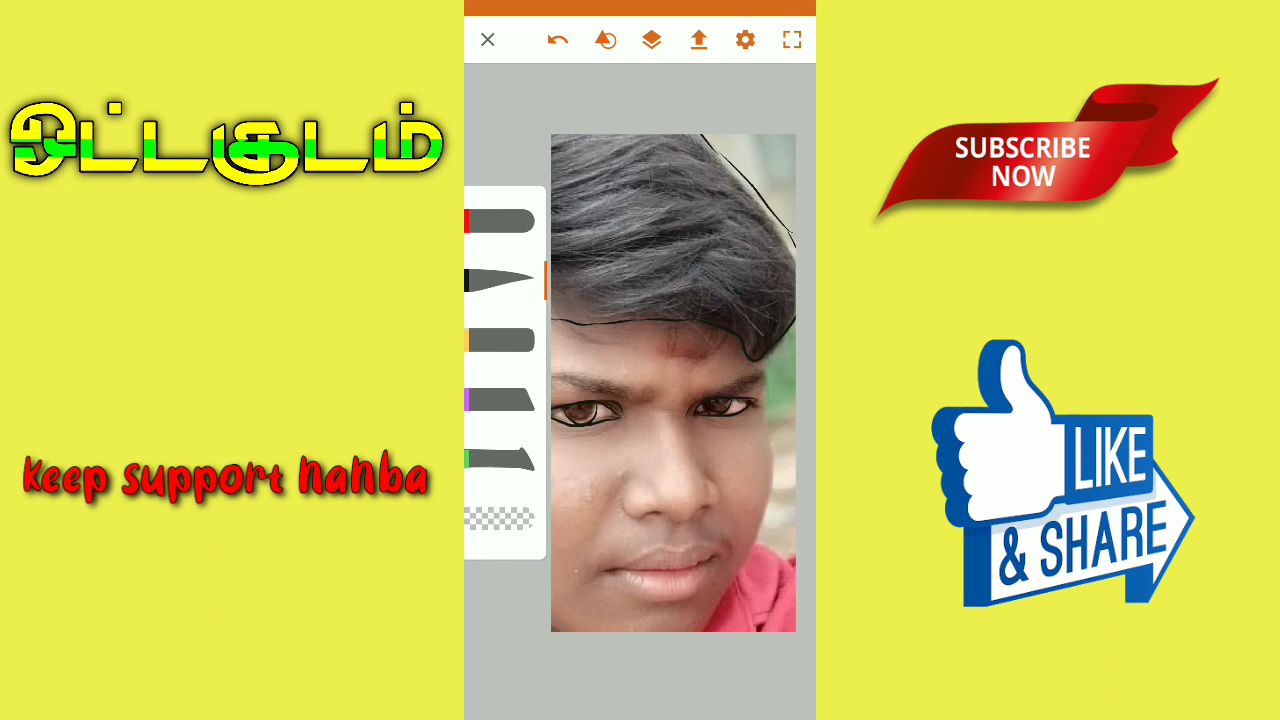 ஓட்டகுடம்
Keep support nanba
SUBSCRIBE
NOW
LIKE
& SHARE